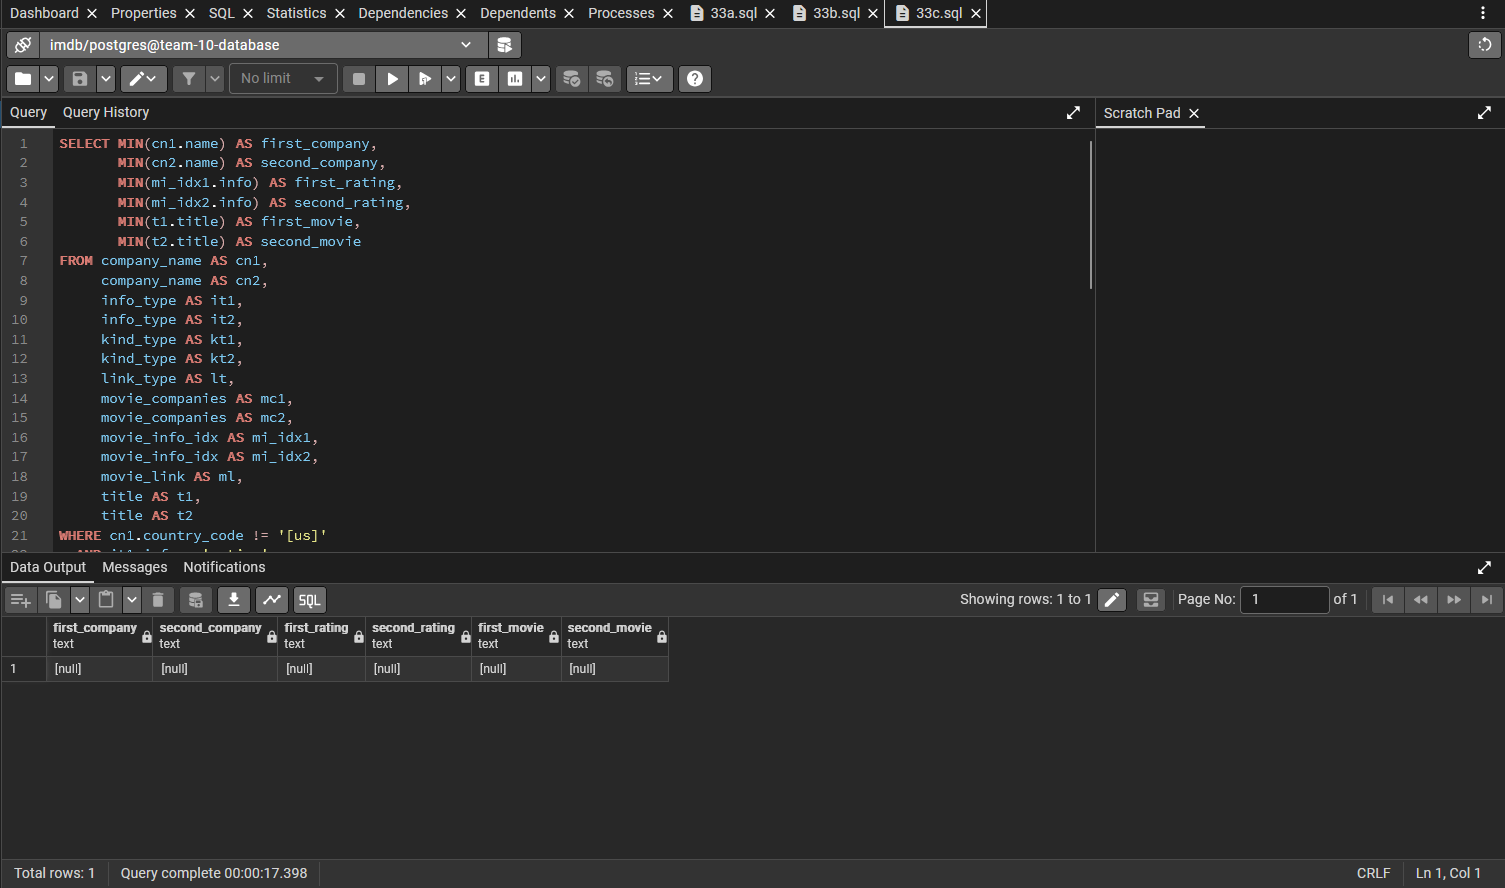 Dashboard Properties SQL Statistics Dependencies Dependents Processes 33a.sql 33b.sql 33c.sql
imdb/postgres@team-10-database
No limit
Query Query History
Scratch Pad
1 SELECT MIN(cn1.name) AS first_company,
2 MIN(cn2.name) AS second_company,
3 MIN(mi_idx1.info) AS first_rating,
4 MIN(mi_idx2.info) AS second_rating,
5 MIN(t1.title) AS first_movie,
6 MIN(t2.title) AS second_movie
7 FROM company_name AS cn1,
8 company_name AS cn2,
9 info_type AS it1,
10 info_type AS it2,
11 kind_type AS kt1,
12 kind_type AS kt2,
13 link_type AS lt,
14 movie_companies AS mc1,
15 movie_companies AS mc2,
16 movie_info_idx AS mi_idx1,
17 movie_info_idx AS mi_idx2,
18 movie_link AS ml,
19 title AS t1,
20 title AS t2
21 WHERE cn1.country_code != '[us]'
Data Output Messages Notifications
SQL Showing rows: 1 to 1 Page No: 1 of 1
first_company second_company first_rating second_rating first_movie second_movie
text text text text text text
1 [null] [null] [null] [null] [null] [null]
Total rows: 1 Query complete 00:00:17.398 CRLF Ln 1, Col 1